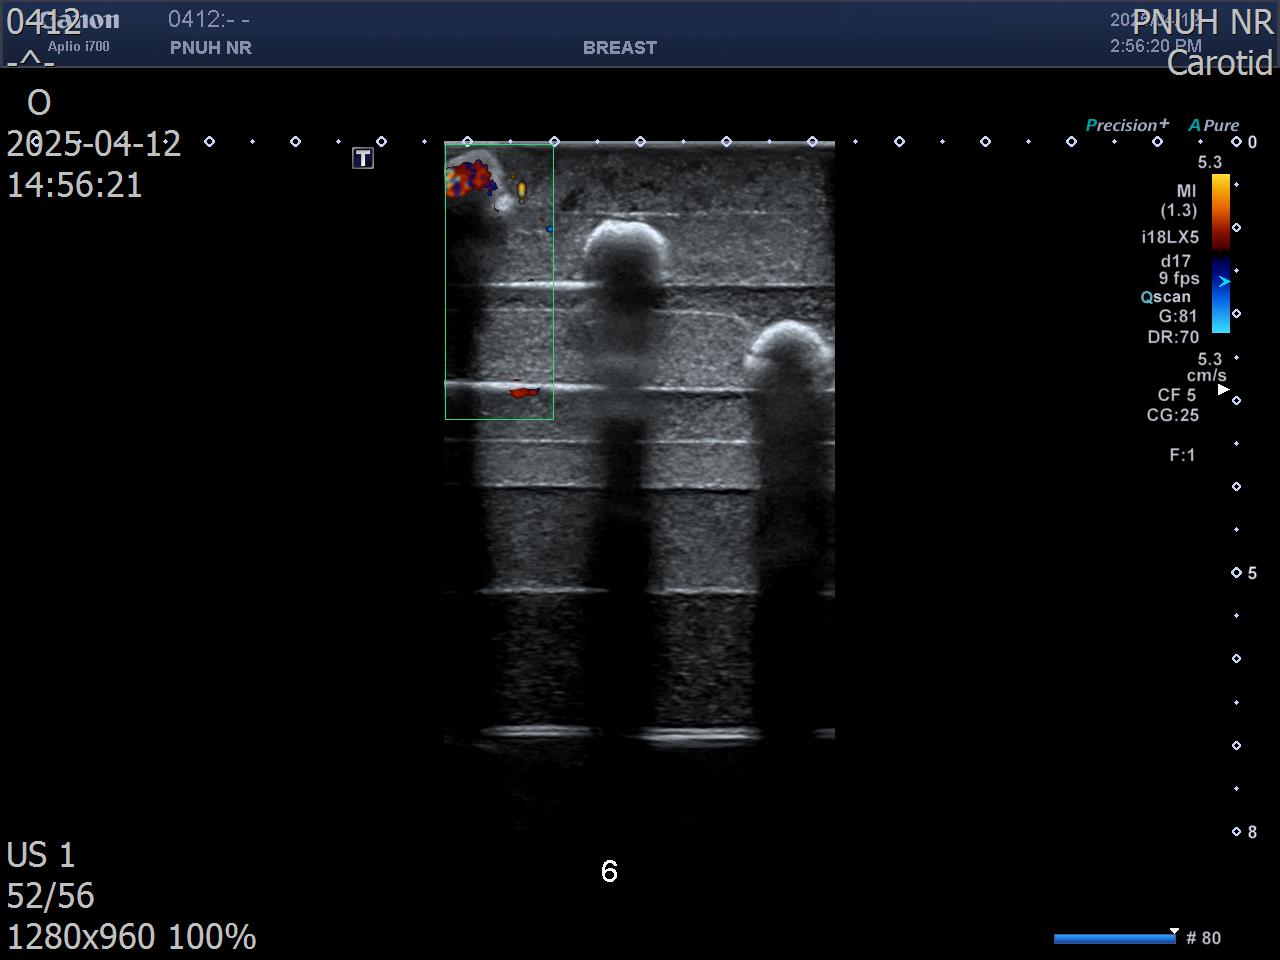 0412
Canon
0412:- -
PNUH NR
Aplio i700
PNUH NR
BREAST
2:56:20 PM
-^-
Carotid
O
2025-04-12
14:56:21
T
Precision+
A Pure
0
5.3
MI
(1.3)
i18LX5
d17
9 fps
Qscan
G:81
DR:70
5.3
cm/s
CF 5
CG:25
F:1
5
8
US 1
52/56
1280x960 100%
6
# 80